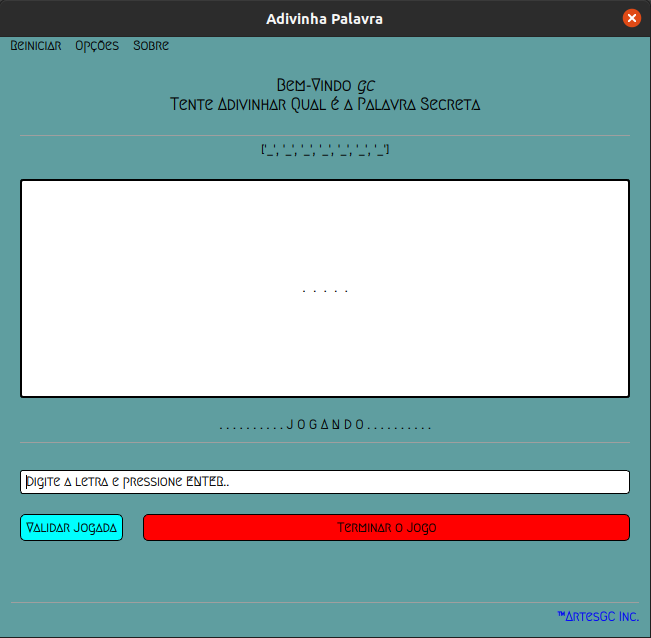 Adivinha Palavra
Reiniciar Opções Sobre
Bem-Vindo GC
Tente Adivinhar Qual é a Palavra Secreta
['_', '_', '_', '_', '_', '_', '_']
. . . . .
. . . . . . . . . . J O G A N D O . . . . . . . . . .
Digite a letra e pressione ENTER..
Validar Jogada
Terminar o Jogo
™ArtesGC Inc.